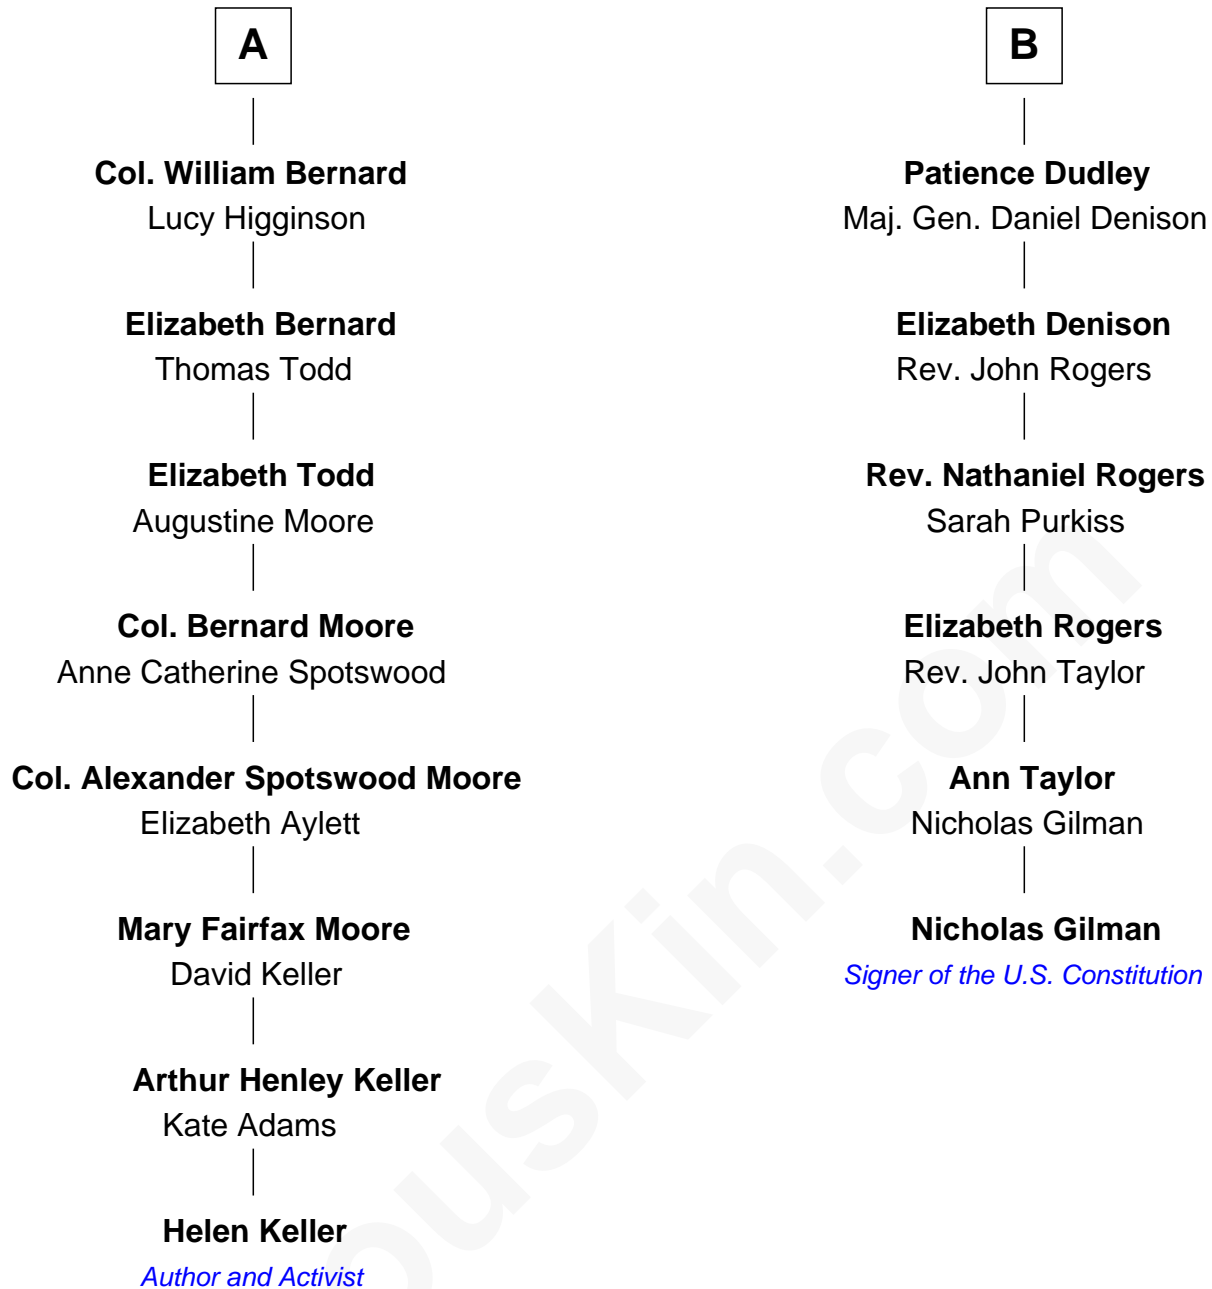 A
Col. William Bernard
Lucy Higginson
Elizabeth Bernard
Thomas Todd
Elizabeth Todd
Augustine Moore
Col. Bernard Moore
Anne Catherine Spotswood
Col. Alexander Spotswood Moore
Elizabeth Aylett
Mary Fairfax Moore
David Keller
Arthur Henley Keller
Kate Adams
Helen Keller
Author and Activist
B
Patience Dudley
Maj. Gen. Daniel Denison
Elizabeth Denison
Rev. John Rogers
Rev. Nathaniel Rogers
Sarah Purkiss
Elizabeth Rogers
Rev. John Taylor
Ann Taylor
Nicholas Gilman
Nicholas Gilman
Signer of the U.S. Constitution
ouskin.com